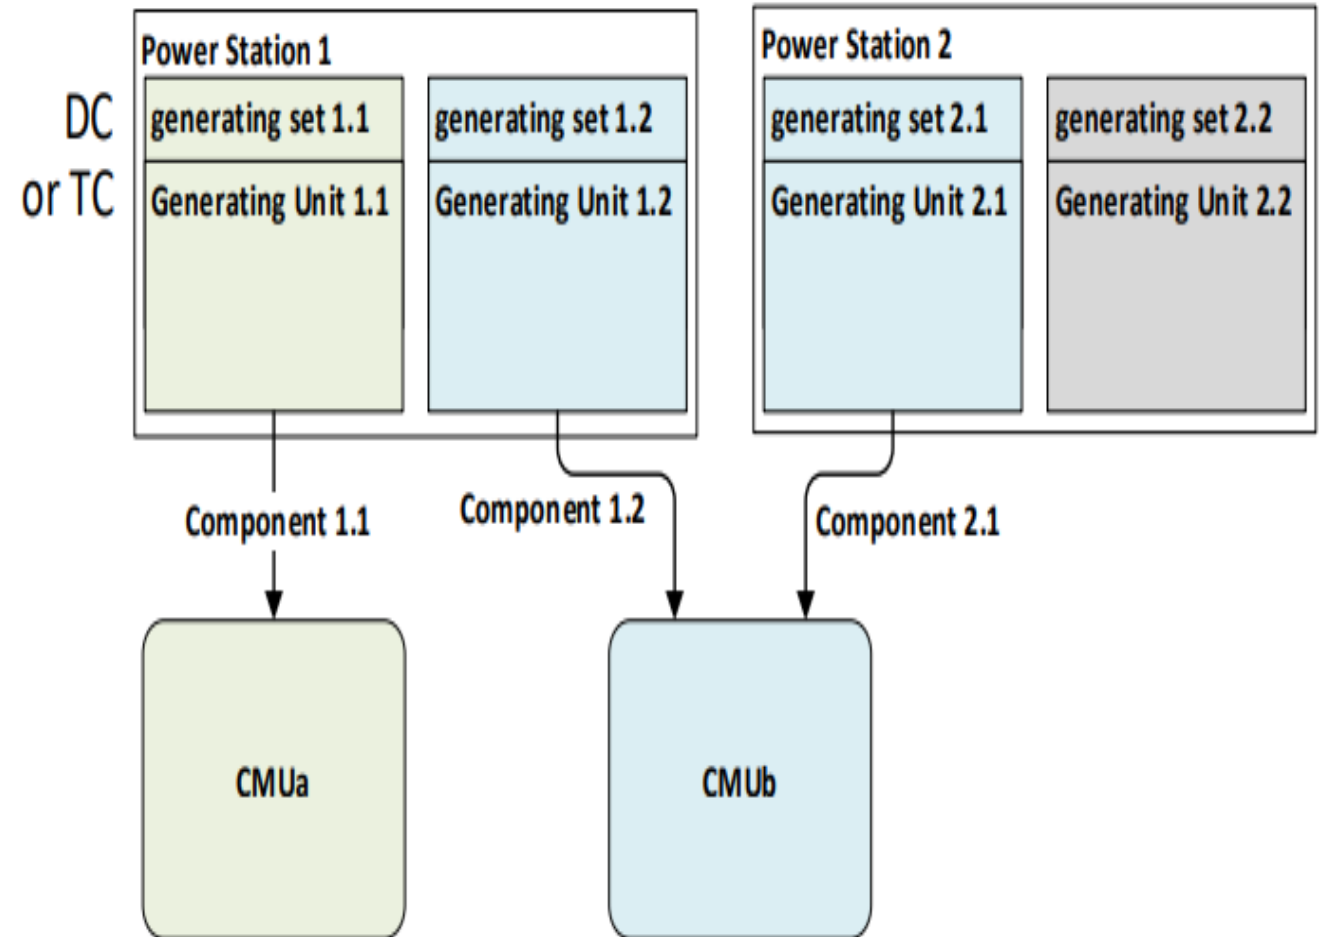 Power Station 1
Power Station 2
DC
or TC
generating set 1.1
generating set 1.2
generating set 2.1
generating set 2.2
Generating Unit 1.1
Generating Unit 1.2
Generating Unit 2.1
Generating Unit 2.2
Component 1.1
Component 1.2
Component 2.1
CMUa
CMUb